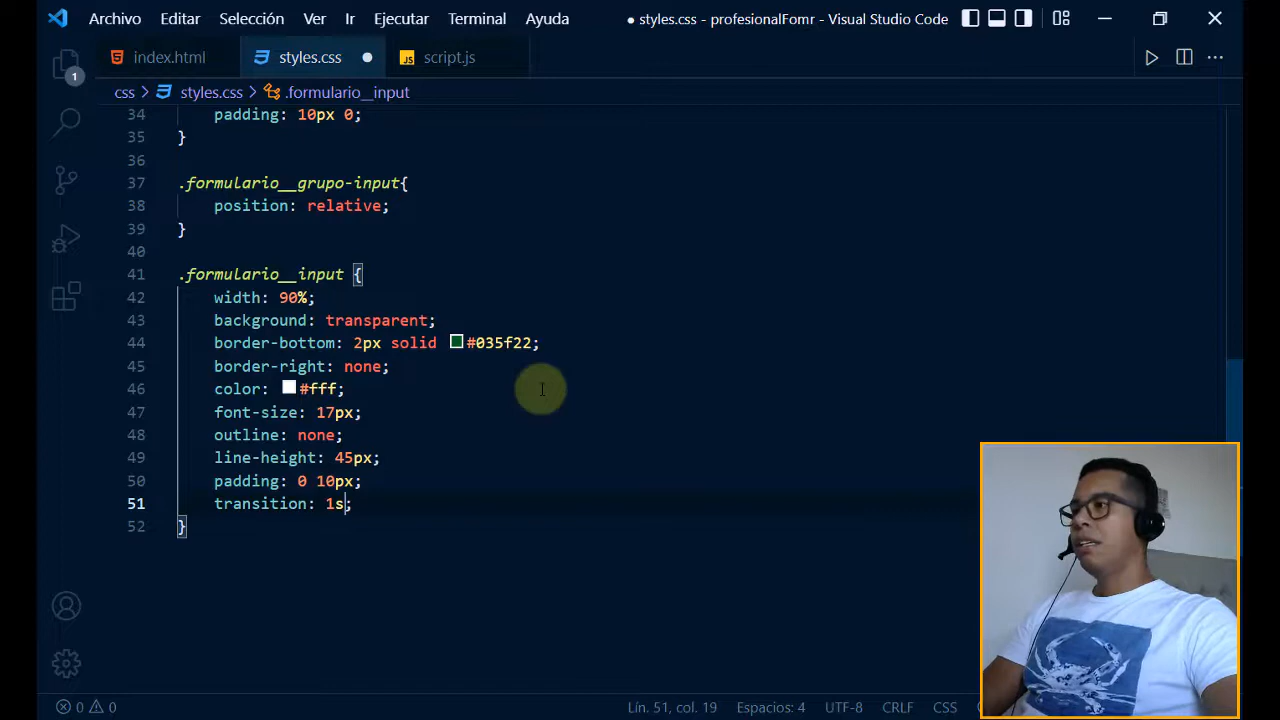 Archivo Editar Selección Ver Ir Ejecutar Terminal Ayuda ● styles.css - profesionalFomr - Visual Studio Code
index.html styles.css ● JS script.js
css > styles.css > .formulario__input
1
34 padding: 10px 0;
35 }
36
37 .formulario__grupo-input{
38 position: relative;
39 }
40
41 .formulario__input {
42 width: 90%;
43 background: transparent;
44 border-bottom: 2px solid #035f22;
45 border-right: none;
46 color: #fff;
47 font-size: 17px;
48 outline: none;
49 line-height: 45px;
50 padding: 0 10px;
51 transition: 1s;
52 }
0 0 Lín. 51, col. 19 Espacios: 4 UTF-8 CRLF CSS